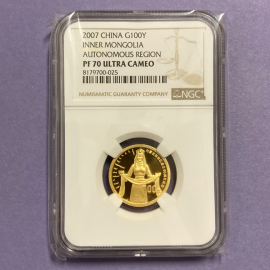 2007 CHINA G100Y
INNER MONGOLIA
AUTONOMOUS REGION
PF 70 ULTRA CAMEO
8179700-025
NUMISMATIC GUARANTY COMPANY
NGC